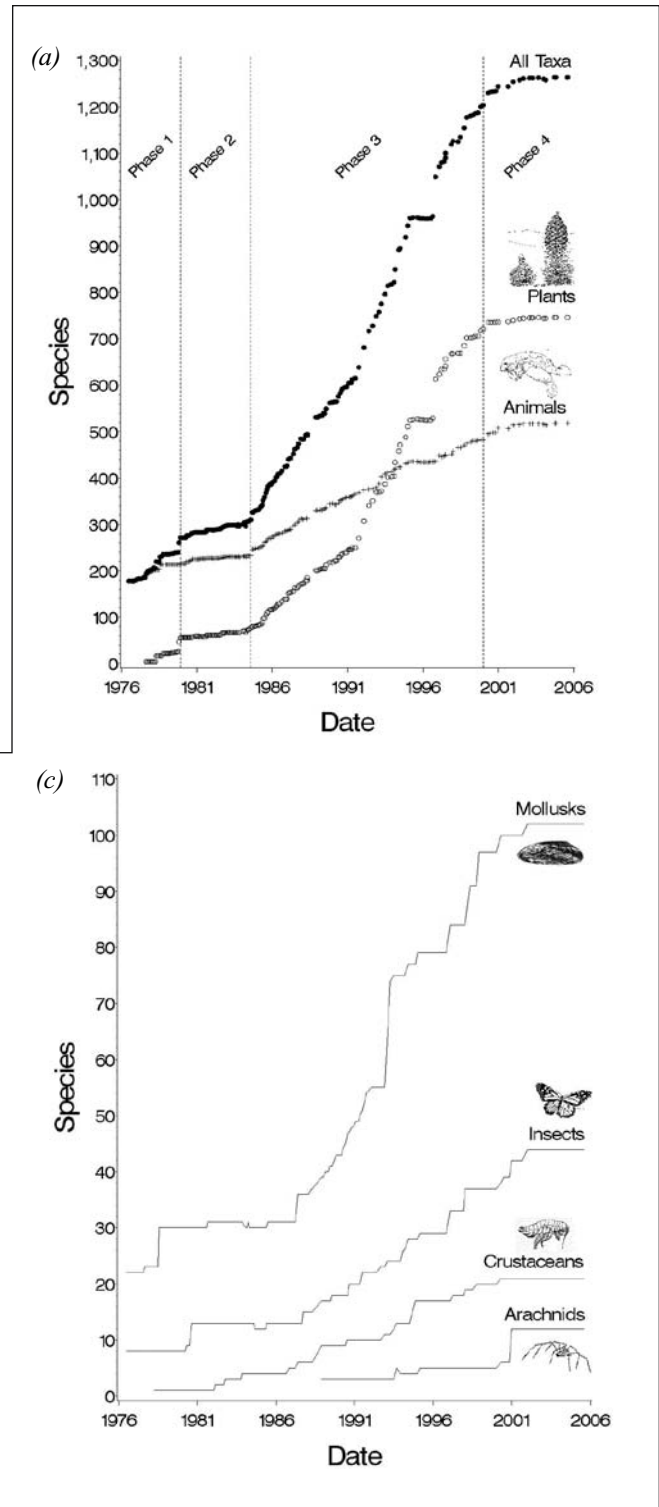 (a)
1,300
1,200
1,100
1,000
900
800
700
600
500
400
300
200
100
0
Species
Phase 1
Phase 2
Phase 3
Phase 4
All Taxa
Plants
Animals
1976 1981 1986 1991 1996 2001 2006
Date
(c)
110
100
90
80
70
60
50
40
30
20
10
0
Species
Mollusks
Insects
Crustaceans
Arachnids
1976 1981 1986 1991 1996 2001 2006
Date